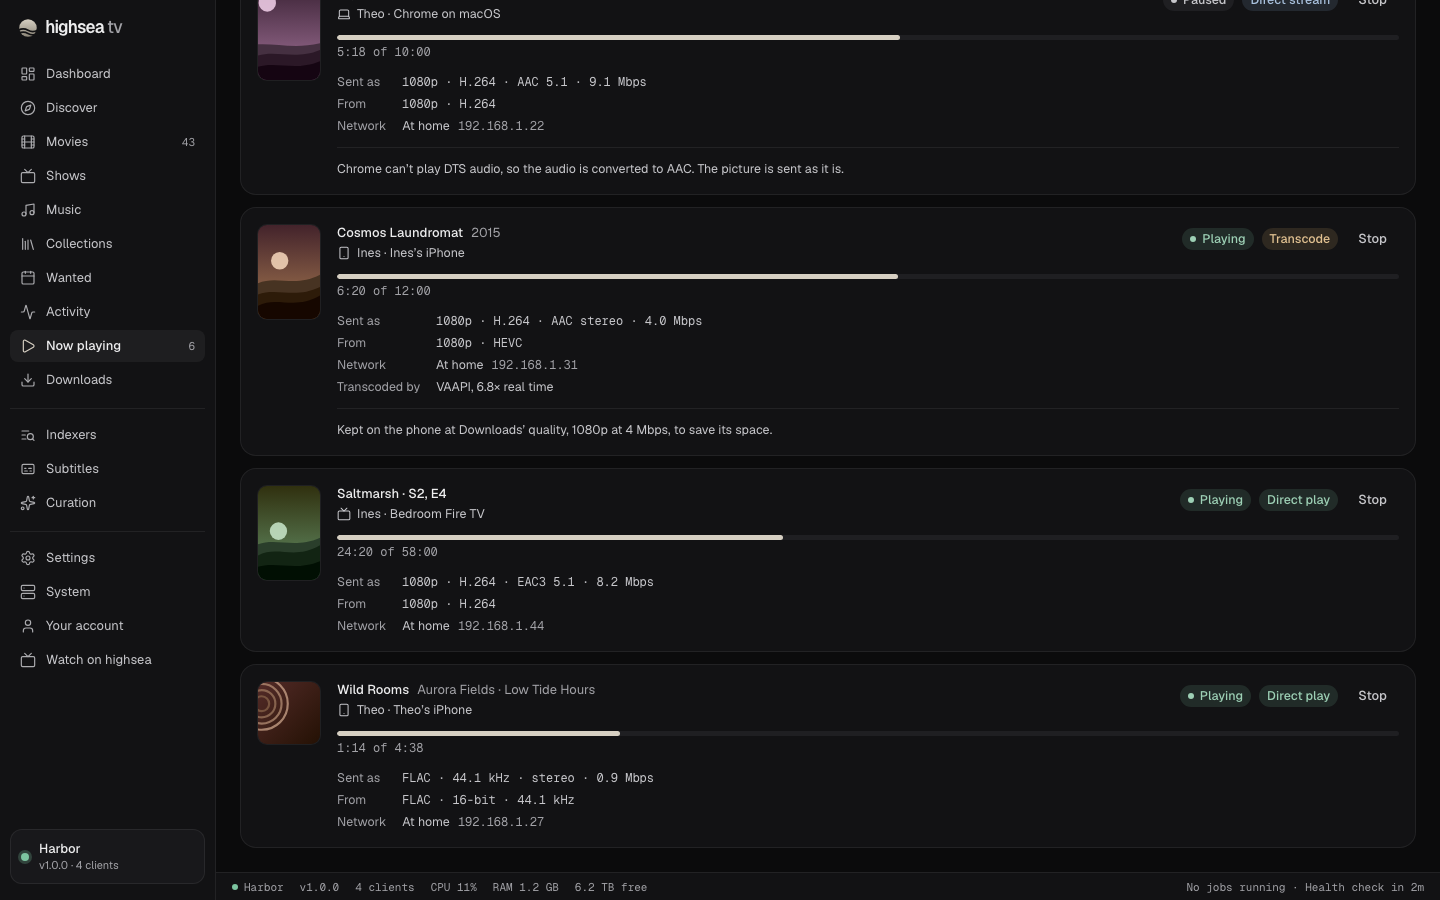 highsea tv
Dashboard
Discover
Movies 43
Shows
Music
Collections
Wanted
Activity
Now playing 6
Downloads
Indexers
Subtitles
Curation
Settings
System
Your account
Watch on highsea
Harbor
v1.0.0 · 4 clients
Paused Direct stream Stop
Theo · Chrome on macOS
5:18 of 10:00
Sent as 1080p · H.264 · AAC 5.1 · 9.1 Mbps
From 1080p · H.264
Network At home 192.168.1.22
Chrome can’t play DTS audio, so the audio is converted to AAC. The picture is sent as it is.
Cosmos Laundromat 2015
Playing Transcode Stop
Ines · Ines’s iPhone
6:20 of 12:00
Sent as 1080p · H.264 · AAC stereo · 4.0 Mbps
From 1080p · HEVC
Network At home 192.168.1.31
Transcoded by VAAPI, 6.8× real time
Kept on the phone at Downloads’ quality, 1080p at 4 Mbps, to save its space.
Saltmarsh · S2, E4
Playing Direct play Stop
Ines · Bedroom Fire TV
24:20 of 58:00
Sent as 1080p · H.264 · EAC3 5.1 · 8.2 Mbps
From 1080p · H.264
Network At home 192.168.1.44
Wild Rooms Aurora Fields · Low Tide Hours
Playing Direct play Stop
Theo · Theo’s iPhone
1:14 of 4:38
Sent as FLAC · 44.1 kHz · stereo · 0.9 Mbps
From FLAC · 16-bit · 44.1 kHz
Network At home 192.168.1.27
Harbor v1.0.0 4 clients CPU 11% RAM 1.2 GB 6.2 TB free
No jobs running · Health check in 2m